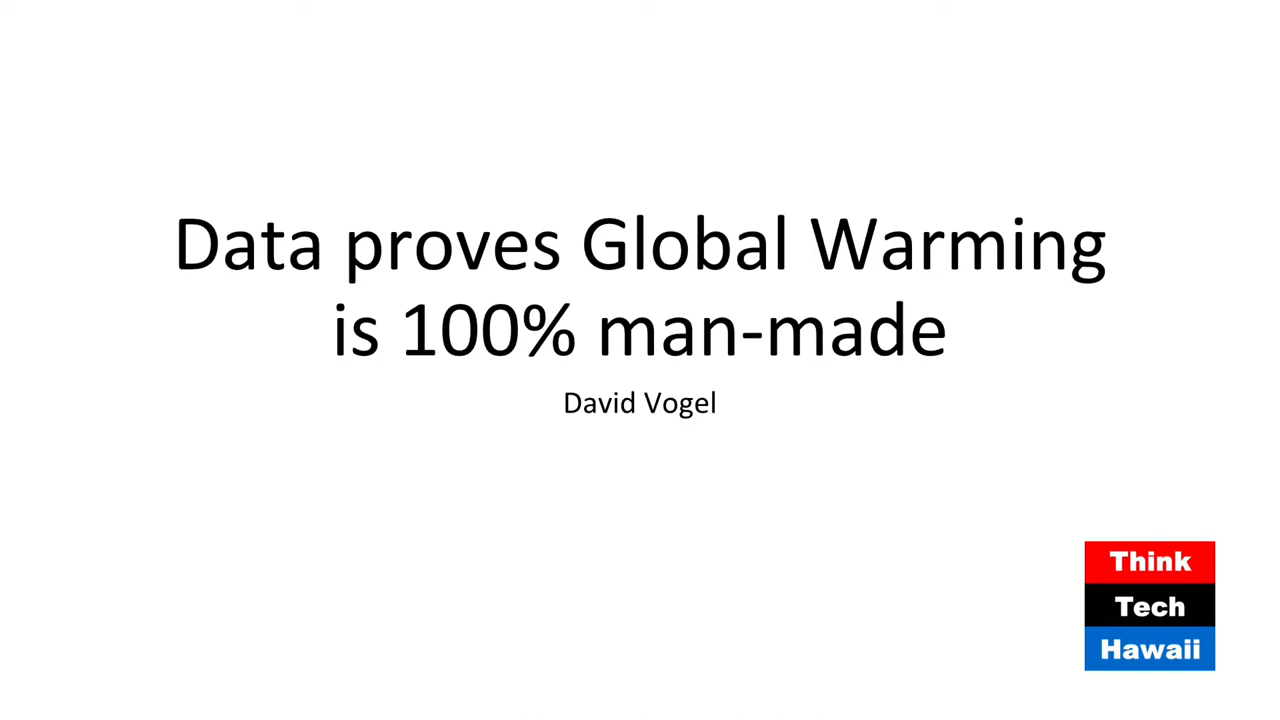 Data proves Global Warming
is 100% man-made
David Vogel
Think
Tech
Hawaii